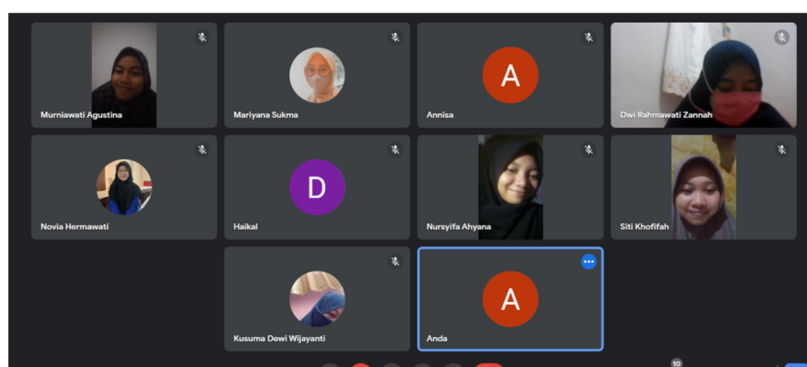 Murniawati Agustina
Mariyana Sukma
A
Annisa
Dwi Rahmawati Zannah
Novia Hermawati
D
Haikal
Nursyifa Ahyana
Siti Khofifah
Kusuma Dewi Wijayanti
A
Anda
10